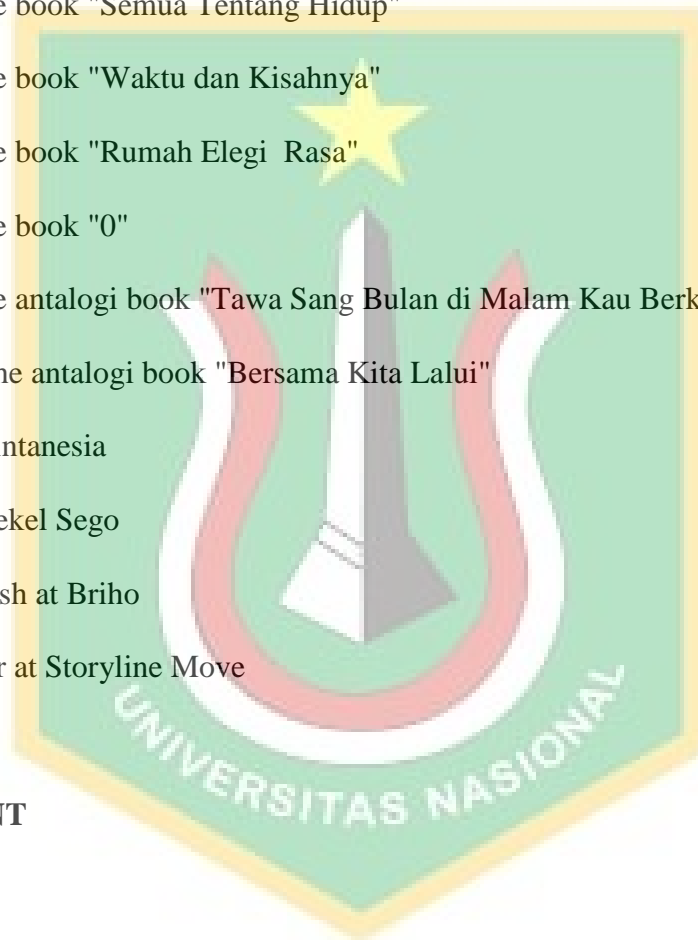 e book "Semua Tentang Hidup"
e book "Waktu dan Kisahnya"
e book "Rumah Elegi  Rasa"
e book "0"
e antalogi book "Tawa Sang Bulan di Malam Kau Berk
ne antalogi book "Bersama Kita Lalui"
ntanesia
ekel Sego
sh at Briho
r at Storyline Move
UNIVERSITAS NASIONAL
NT